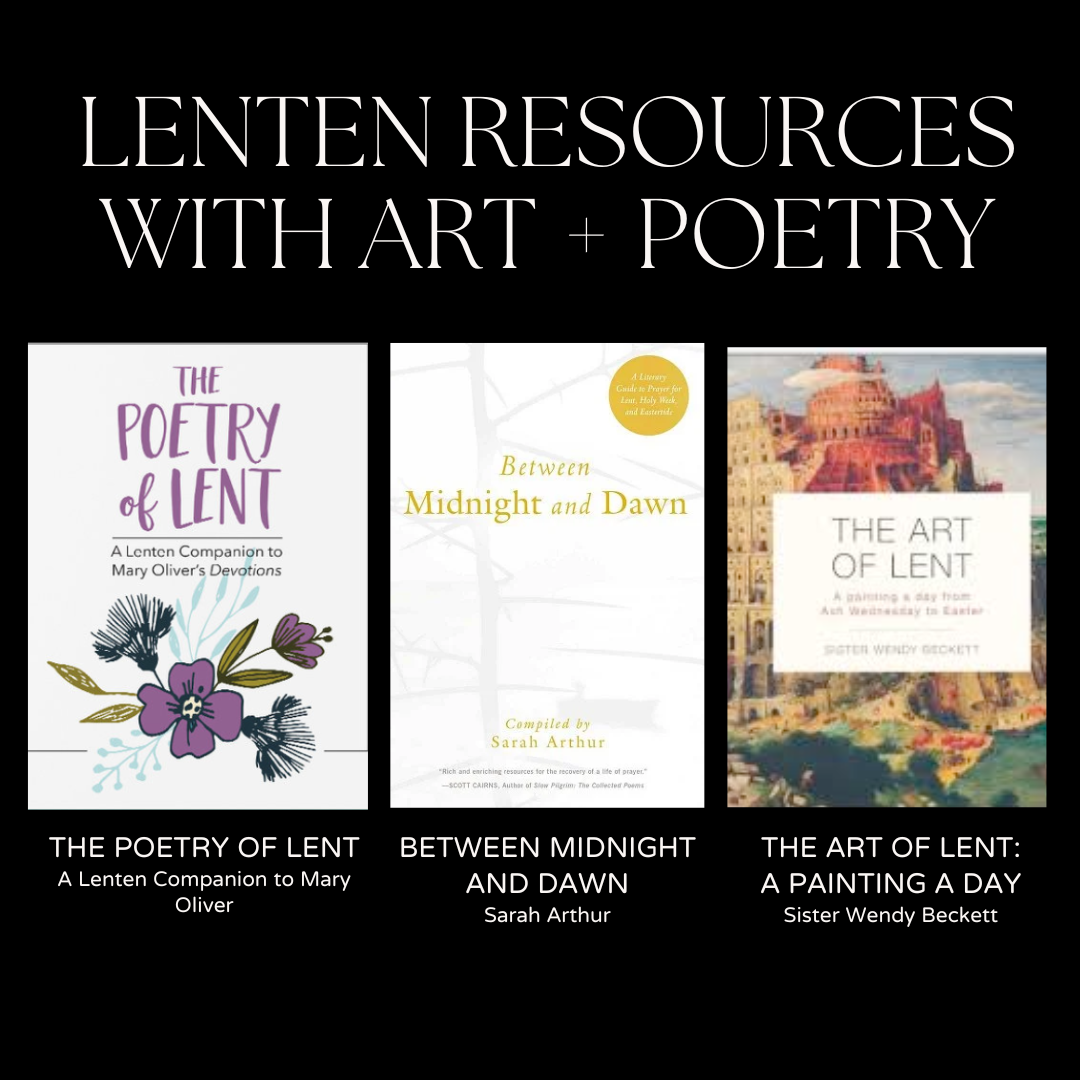 LENTEN RESOURCES
WITH ART + POETRY
THE
POETRY
of LENT
A Lenten Companion to
Mary Oliver's Devotions
A Literary
Guide to Prayer for
Lent, Holy Week,
and Eastertide
Between
Midnight and Dawn
Compiled by
Sarah Arthur
"Rich and enriching resources for the recovery of a life of prayer."
—SCOTT CAIRNS, Author of Slow Pilgrim: The Collected Poems
THE ART
OF LENT
A painting a day from
Ash Wednesday to Easter
SISTER WENDY BECKETT
THE POETRY OF LENT
A Lenten Companion to Mary
Oliver
BETWEEN MIDNIGHT
AND DAWN
Sarah Arthur
THE ART OF LENT:
A PAINTING A DAY
Sister Wendy Beckett